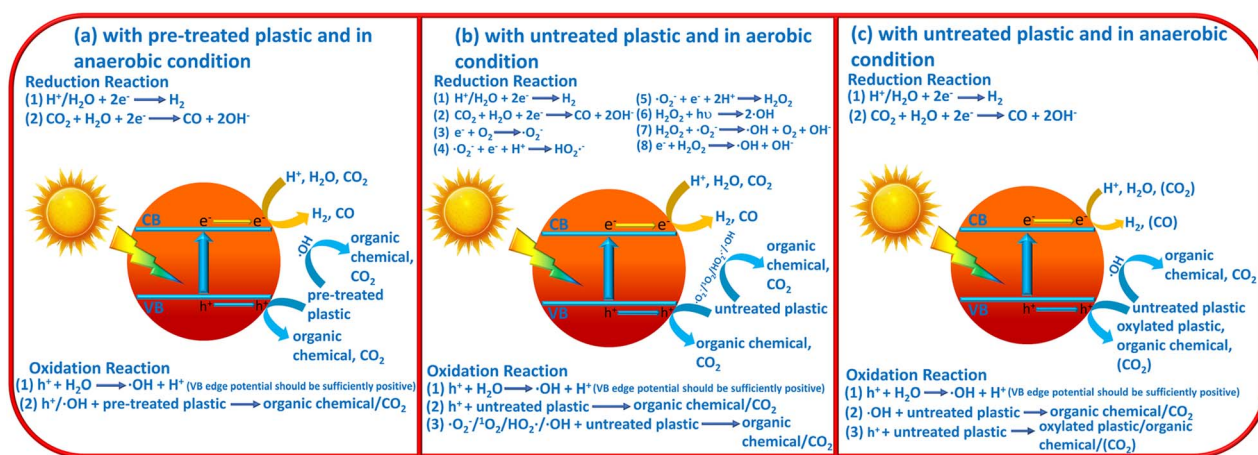 (a) with pre-treated plastic and in
anaerobic condition
Reduction Reaction
(1) H⁺/H₂O + 2e⁻ ⟶ H₂
(2) CO₂ + H₂O + 2e⁻ ⟶ CO + 2OH⁻
CB
e⁻ e⁻
H⁺, H₂O, CO₂
H₂, CO
·OH
organic
chemical,
CO₂
VB
h⁺ h⁺
pre-treated
plastic
organic
chemical, CO₂
Oxidation Reaction
(1) h⁺ + H₂O ⟶ ·OH + H⁺ (VB edge potential should be sufficiently positive)
(2) h⁺/·OH + pre-treated plastic ⟶ organic chemical/CO₂
(b) with untreated plastic and in aerobic
condition
Reduction Reaction
(1) H⁺/H₂O + 2e⁻ ⟶ H₂
(2) CO₂ + H₂O + 2e⁻ ⟶ CO + 2OH⁻
(3) e⁻ + O₂ ⟶ ·O₂⁻
(4) ·O₂⁻ + e⁻ + H⁺ ⟶ HO₂·⁻
(5) ·O₂⁻ + e⁻ + 2H⁺ ⟶ H₂O₂
(6) H₂O₂ + hυ ⟶ 2·OH
(7) H₂O₂ + ·O₂⁻ ⟶ ·OH + O₂ + OH⁻
(8) e⁻ + H₂O₂ ⟶ ·OH + OH⁻
CB
e⁻ e⁻
H⁺, H₂O, CO₂
H₂, CO
·O₂⁻/¹O₂/HO₂·/·OH
organic
chemical,
CO₂
VB
h⁺ h⁺
untreated plastic
organic chemical,
CO₂
Oxidation Reaction
(1) h⁺ + H₂O ⟶ ·OH + H⁺ (VB edge potential should be sufficiently positive)
(2) h⁺ + untreated plastic ⟶ organic chemical/CO₂
(3) ·O₂⁻/¹O₂/HO₂·/·OH + untreated plastic ⟶ organic
chemical/CO₂
(c) with untreated plastic and in anaerobic
condition
Reduction Reaction
(1) H⁺/H₂O + 2e⁻ ⟶ H₂
(2) CO₂ + H₂O + 2e⁻ ⟶ CO + 2OH⁻
CB
e⁻ e⁻
H⁺, H₂O, (CO₂)
H₂, (CO)
·OH
organic
chemical, CO₂
VB
h⁺ h⁺
untreated plastic
oxylated plastic,
organic chemical,
(CO₂)
Oxidation Reaction
(1) h⁺ + H₂O ⟶ ·OH + H⁺ (VB edge potential should be sufficiently positive)
(2) ·OH + untreated plastic ⟶ organic chemical/CO₂
(3) h⁺ + untreated plastic ⟶ oxylated plastic/organic
chemical/(CO₂)